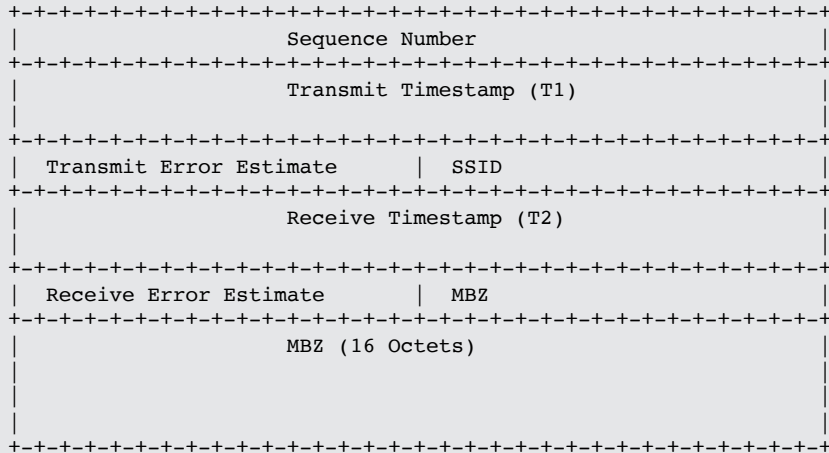 +-+-+-+-+-+-+-+-+-+-+-+-+-+-+-+-+-+-+-+-+-+-+-+-+-+-+-+-+-+-+-+-+
| Sequence Number |
+-+-+-+-+-+-+-+-+-+-+-+-+-+-+-+-+-+-+-+-+-+-+-+-+-+-+-+-+-+-+-+-+
| Transmit Timestamp (T1) |
| |
+-+-+-+-+-+-+-+-+-+-+-+-+-+-+-+-+-+-+-+-+-+-+-+-+-+-+-+-+-+-+-+-+
| Transmit Error Estimate | SSID |
+-+-+-+-+-+-+-+-+-+-+-+-+-+-+-+-+-+-+-+-+-+-+-+-+-+-+-+-+-+-+-+-+
| Receive Timestamp (T2) |
| |
+-+-+-+-+-+-+-+-+-+-+-+-+-+-+-+-+-+-+-+-+-+-+-+-+-+-+-+-+-+-+-+-+
| Receive Error Estimate | MBZ |
+-+-+-+-+-+-+-+-+-+-+-+-+-+-+-+-+-+-+-+-+-+-+-+-+-+-+-+-+-+-+-+-+
| MBZ (16 Octets) |
| |
| |
| |
+-+-+-+-+-+-+-+-+-+-+-+-+-+-+-+-+-+-+-+-+-+-+-+-+-+-+-+-+-+-+-+-+